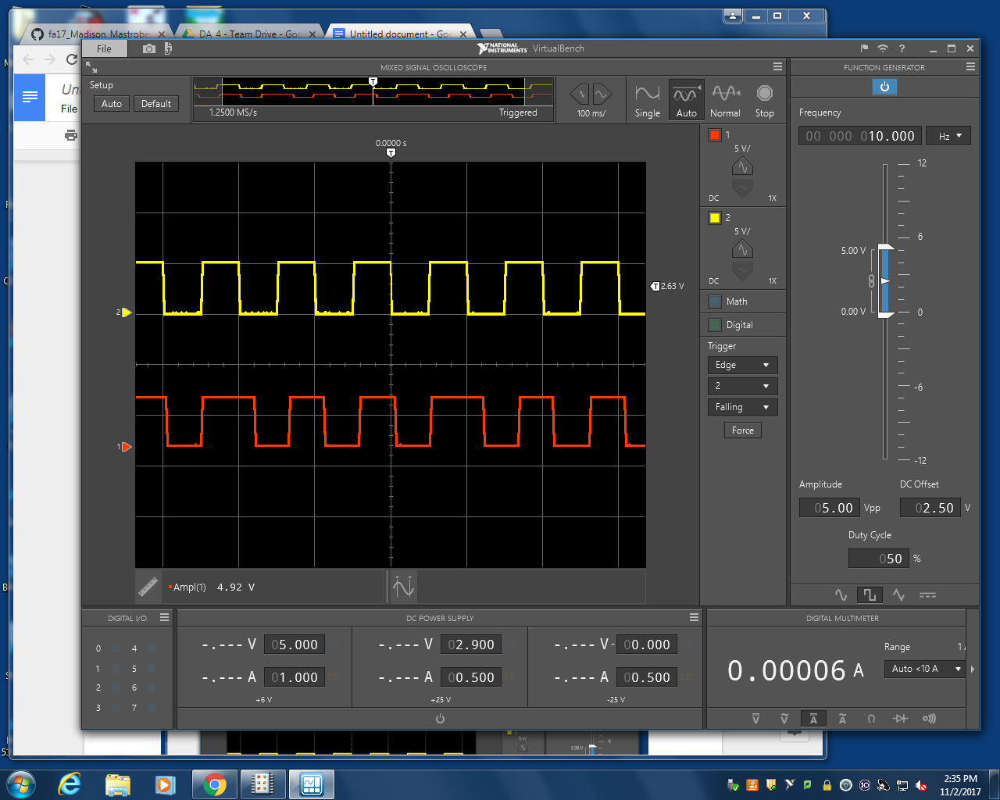 fa17_Madison_Mastrobe
DA_4 - Team Drive - Goo
Untitled document - Goo
File
NATIONAL INSTRUMENTS VirtualBench
MIXED SIGNAL OSCILLOSCOPE
FUNCTION GENERATOR
Setup
Auto Default
1.2500 MS/s
Triggered
100 ms/
Single Auto Normal Stop
0.0000 s
T
T
2
1
T 2.63 V
1
5 V/
DC 1X
2
5 V/
DC 1X
Math
Digital
Trigger
Edge
2
Falling
Force
Frequency
00 000 010.000 Hz
12
6
5.00 V
0.00 V
0
-6
-12
Amplitude DC Offset
05.00 Vpp 02.50 V
Duty Cycle
050 %
Ampl(1) 4.92 V
File
DIGITAL I/O
0 4
1 5
2 6
3 7
DC POWER SUPPLY
-.--- V 05.000
-.--- A 01.000
+6 V
-.--- V 02.900
-.--- A 00.500
+25 V
-.--- V -00.000
-.--- A 00.500
-25 V
DIGITAL MULTIMETER
0.00006 A
Range
Auto <10 A
V V A A Ω
2:35 PM
11/2/2017